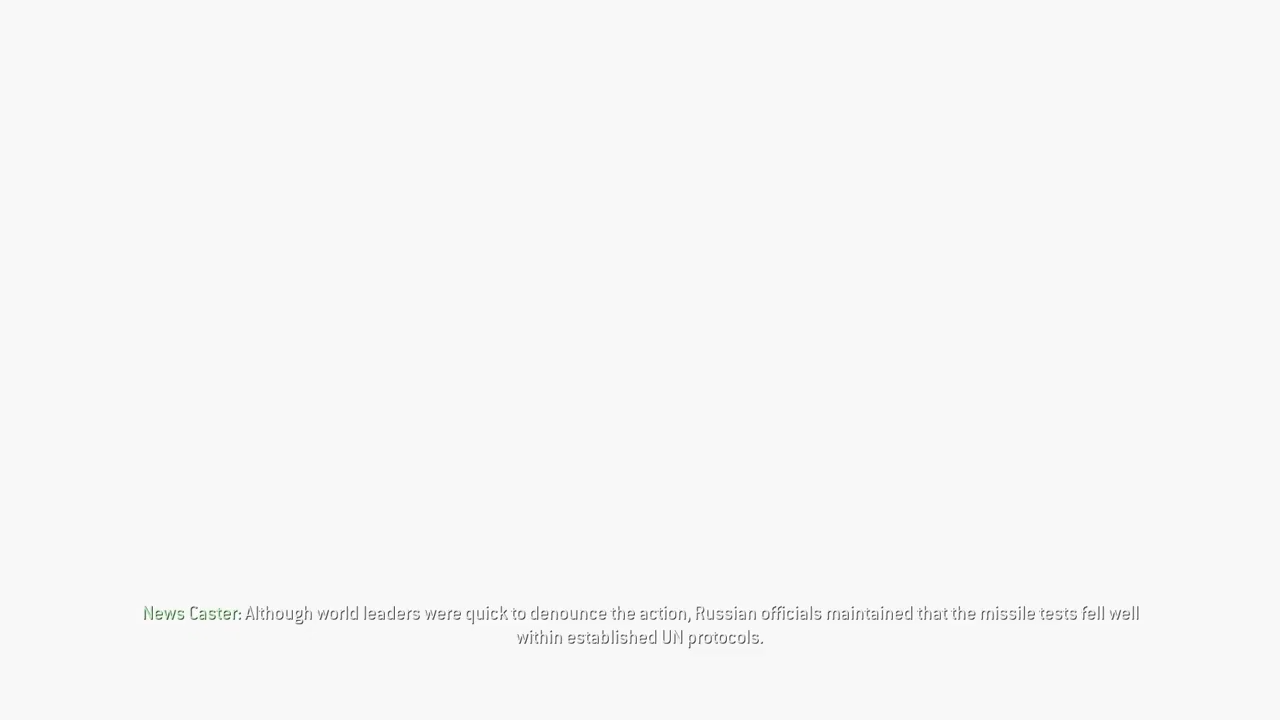 News Caster: Although world leaders were quick to denounce the action, Russian officials maintained that the missile tests fell well
within established UN protocols.